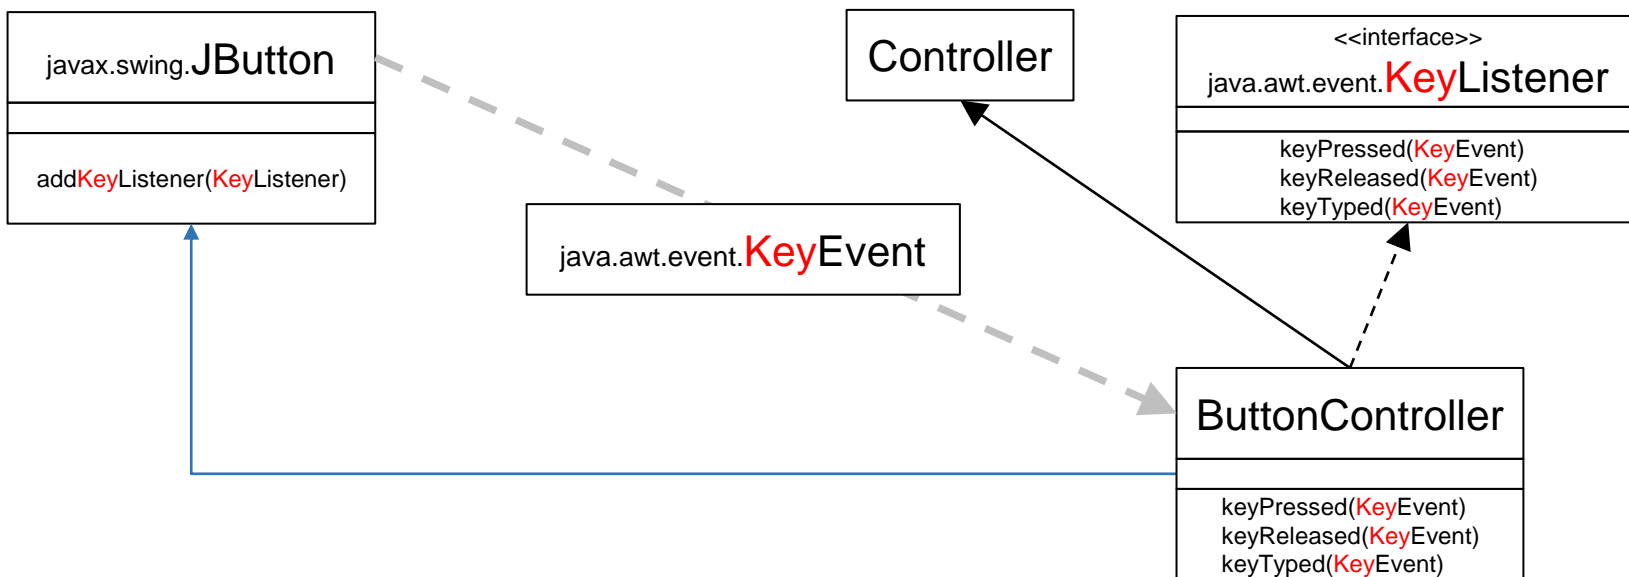 javax.swing.JButton
addKeyListener(KeyListener)
java.awt.event.KeyEvent
Controller
<<interface>>
java.awt.event.KeyListener
keyPressed(KeyEvent)
keyReleased(KeyEvent)
keyTyped(KeyEvent)
ButtonController
keyPressed(KeyEvent)
keyReleased(KeyEvent)
keyTyped(KeyEvent)